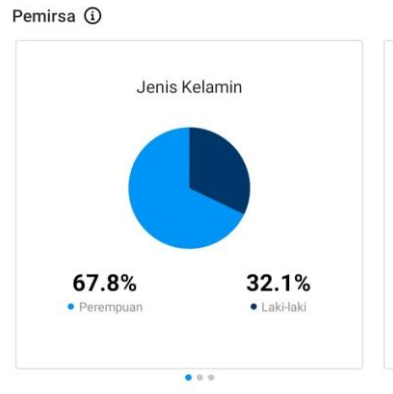 Pemirsa
Jenis Kelamin
67.8% 32.1%
Perempuan Laki-laki